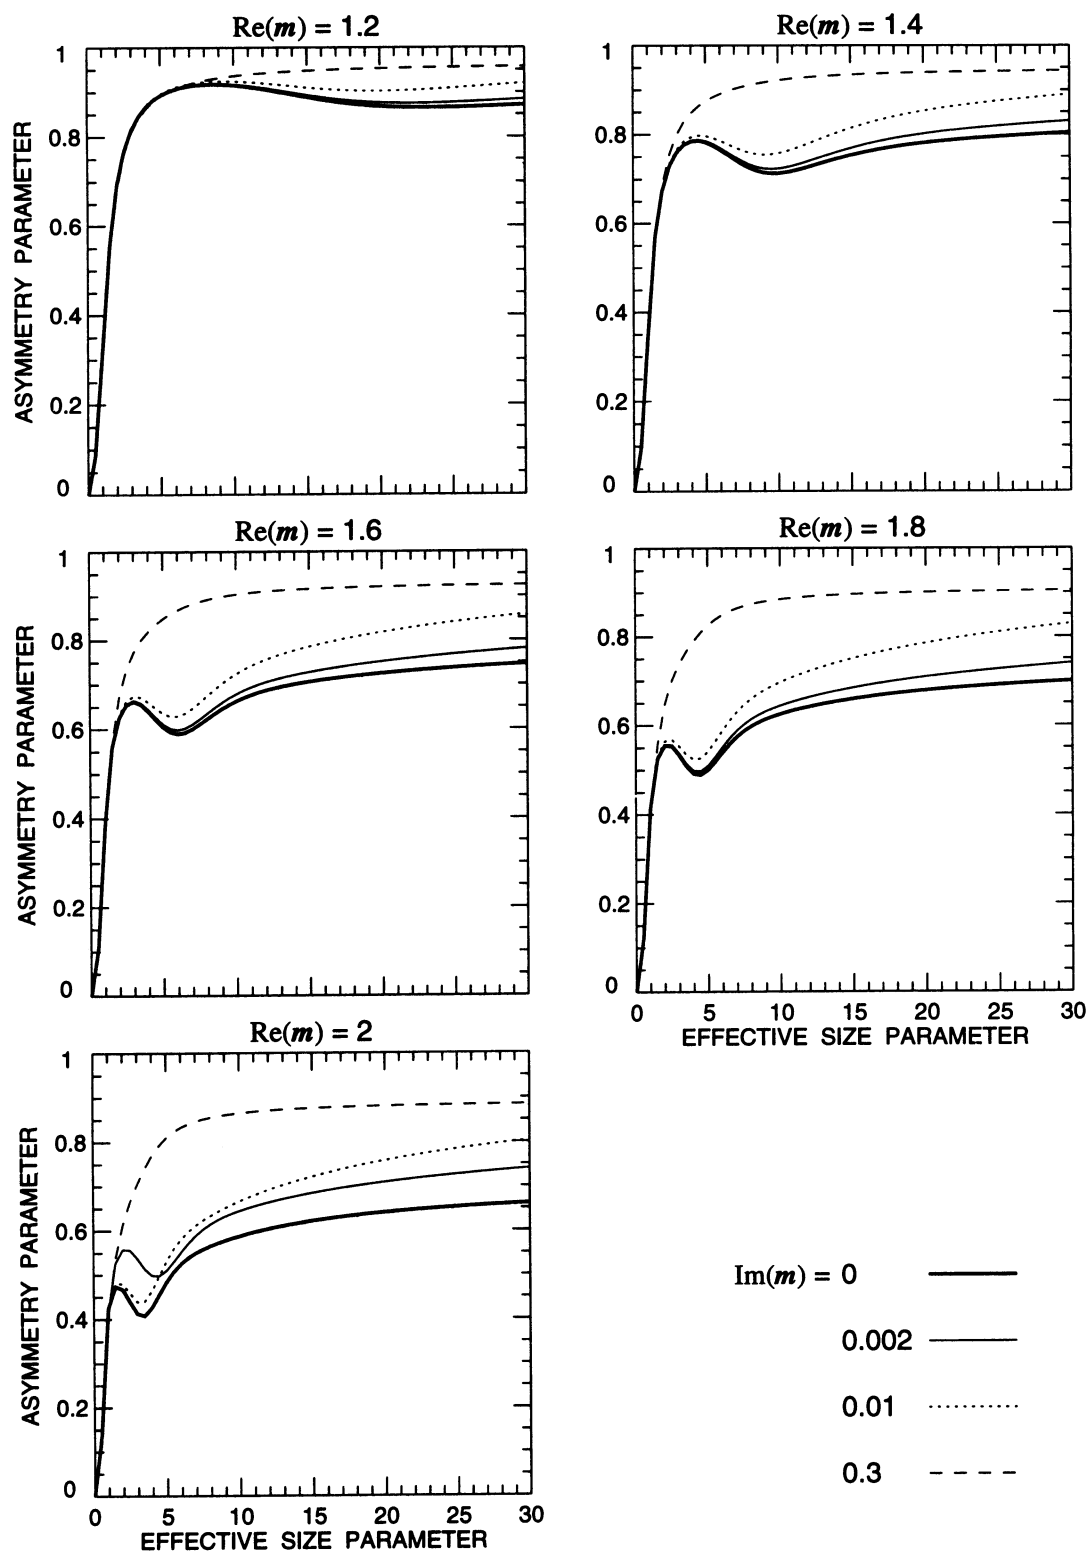 Re(m) = 1.2
Re(m) = 1.4
ASYMMETRY PARAMETER
1
0.8
0.6
0.4
0.2
0
1
0.8
0.6
0.4
0.2
0
Re(m) = 1.6
Re(m) = 1.8
ASYMMETRY PARAMETER
1
0.8
0.6
0.4
0.2
0
1
0.8
0.6
0.4
0.2
0
0 5 10 15 20 25 30
EFFECTIVE SIZE PARAMETER
Re(m) = 2
ASYMMETRY PARAMETER
1
0.8
0.6
0.4
0.2
0
0 5 10 15 20 25 30
EFFECTIVE SIZE PARAMETER
Im(m) = 0
0.002
0.01
0.3